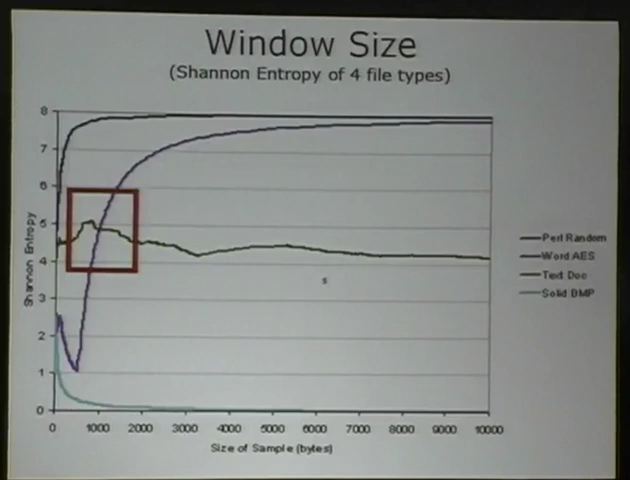 Window Size
(Shannon Entropy of 4 file types)
8
7
6
5
4
3
2
1
0
Shannon Entropy
0 1000 2000 3000 4000 5000 6000 7000 8000 9000 10000
Size of Sample (bytes)
Perl Random
Word AES
Text Doc
Solid BMP
s